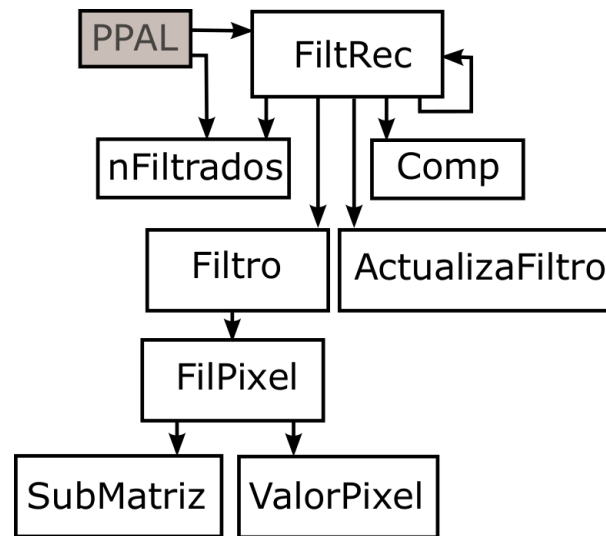 PPAL
FiltRec
nFiltrados
Comp
Filtro
ActualizaFiltro
FilPixel
SubMatriz
ValorPixel